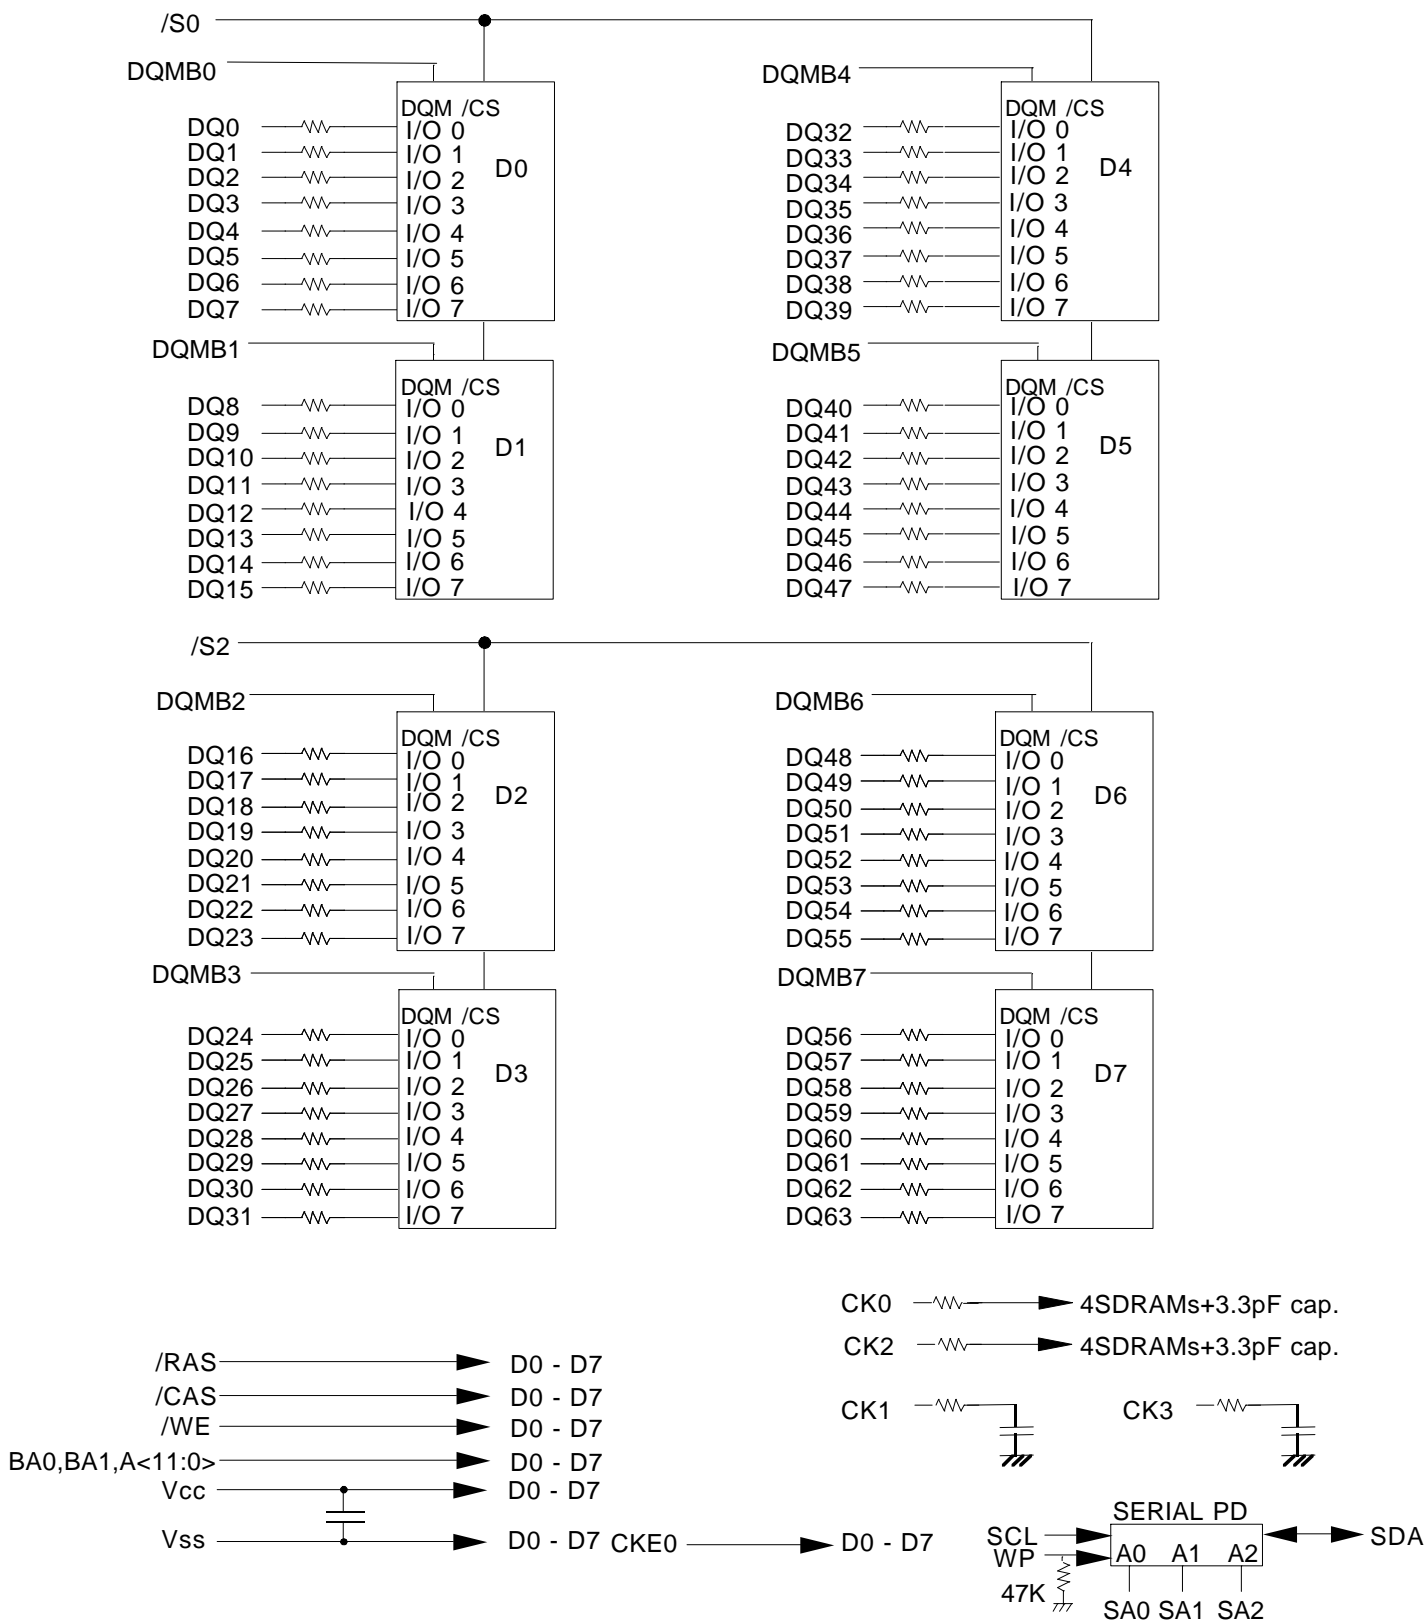 /S0
DQMB0
DQM /CS
DQ0 I/O 0
DQ1 I/O 1
DQ2 I/O 2
DQ3 I/O 3
DQ4 I/O 4
DQ5 I/O 5
DQ6 I/O 6
DQ7 I/O 7
D0
DQMB4
DQM /CS
DQ32 I/O 0
DQ33 I/O 1
DQ34 I/O 2
DQ35 I/O 3
DQ36 I/O 4
DQ37 I/O 5
DQ38 I/O 6
DQ39 I/O 7
D4
DQMB1
DQM /CS
DQ8 I/O 0
DQ9 I/O 1
DQ10 I/O 2
DQ11 I/O 3
DQ12 I/O 4
DQ13 I/O 5
DQ14 I/O 6
DQ15 I/O 7
D1
DQMB5
DQM /CS
DQ40 I/O 0
DQ41 I/O 1
DQ42 I/O 2
DQ43 I/O 3
DQ44 I/O 4
DQ45 I/O 5
DQ46 I/O 6
DQ47 I/O 7
D5
/S2
DQMB2
DQM /CS
DQ16 I/O 0
DQ17 I/O 1
DQ18 I/O 2
DQ19 I/O 3
DQ20 I/O 4
DQ21 I/O 5
DQ22 I/O 6
DQ23 I/O 7
D2
DQMB6
DQM /CS
DQ48 I/O 0
DQ49 I/O 1
DQ50 I/O 2
DQ51 I/O 3
DQ52 I/O 4
DQ53 I/O 5
DQ54 I/O 6
DQ55 I/O 7
D6
DQMB3
DQM /CS
DQ24 I/O 0
DQ25 I/O 1
DQ26 I/O 2
DQ27 I/O 3
DQ28 I/O 4
DQ29 I/O 5
DQ30 I/O 6
DQ31 I/O 7
D3
DQMB7
DQM /CS
DQ56 I/O 0
DQ57 I/O 1
DQ58 I/O 2
DQ59 I/O 3
DQ60 I/O 4
DQ61 I/O 5
DQ62 I/O 6
DQ63 I/O 7
D7
CK0 4SDRAMs+3.3pF cap.
CK2 4SDRAMs+3.3pF cap.
CK1 CK3
/RAS D0 - D7
/CAS D0 - D7
/WE D0 - D7
BA0,BA1,A<11:0> D0 - D7
Vcc D0 - D7
Vss D0 - D7
CKE0 D0 - D7
SERIAL PD
SCL SDA
WP A0 A1 A2
47K
SA0 SA1 SA2